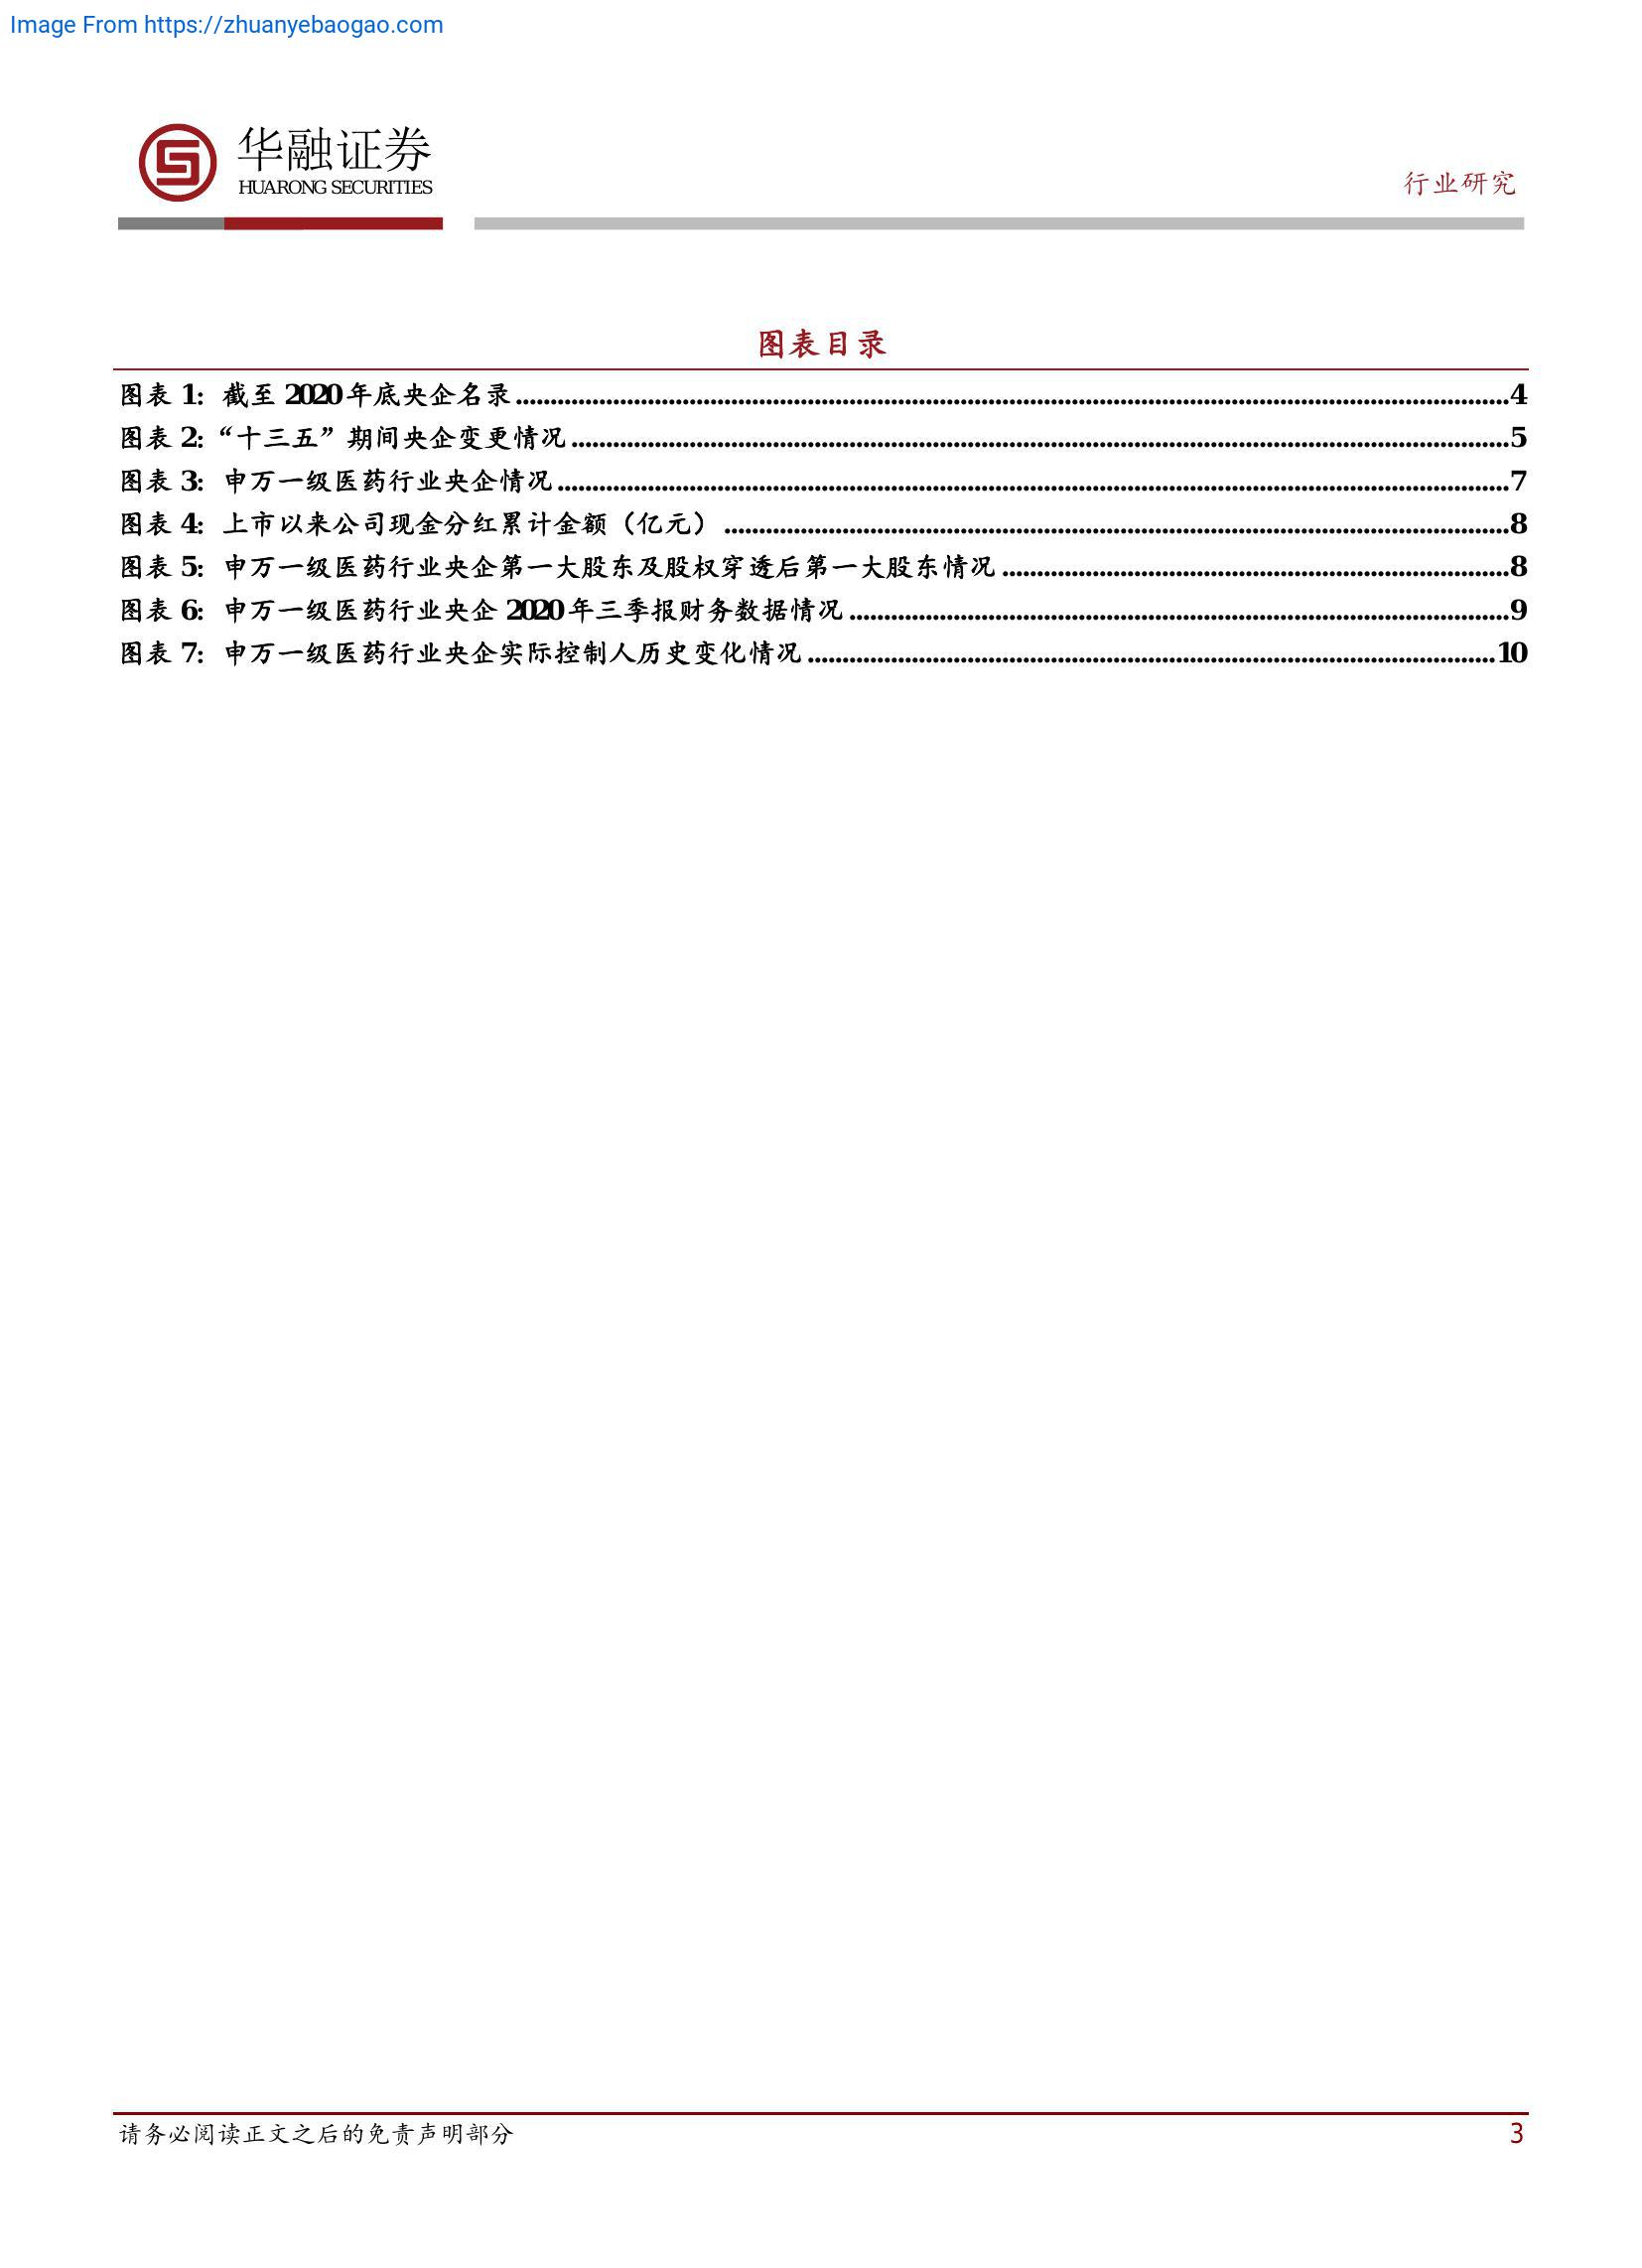 Image From https://zhuanyebaogao.com
华融证券
HUARONG SECURITIES
行业研究
图表目录
图表 1: 截至 2020 年底央企名录 4
图表 2:“十三五”期间央企变更情况 5
图表 3: 申万一级医药行业央企情况 7
图表 4: 上市以来公司现金分红累计金额（亿元） 8
图表 5: 申万一级医药行业央企第一大股东及股权穿透后第一大股东情况 8
图表 6: 申万一级医药行业央企 2020 年三季报财务数据情况 9
图表 7: 申万一级医药行业央企实际控制人历史变化情况 10
请务必阅读正文之后的免责声明部分 3